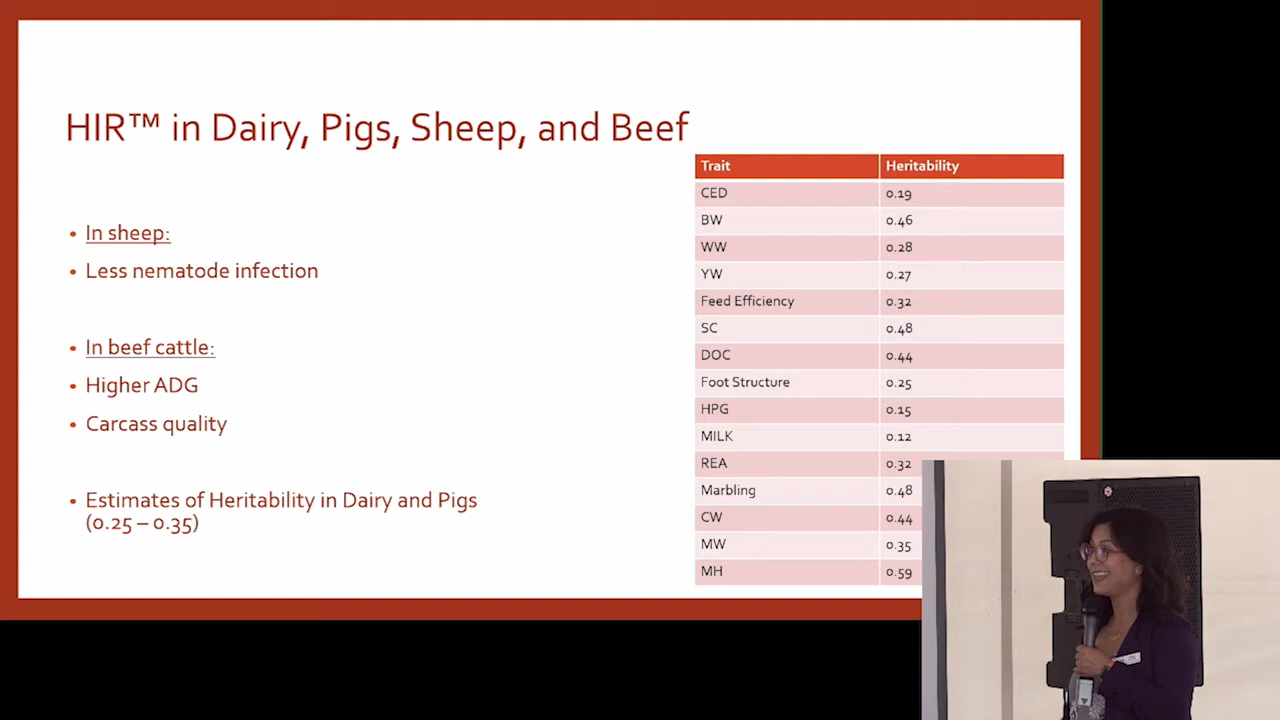 HIR™ in Dairy, Pigs, Sheep, and Beef
• In sheep:
• Less nematode infection
• In beef cattle:
• Higher ADG
• Carcass quality
• Estimates of Heritability in Dairy and Pigs
(0.25 – 0.35)
Trait Heritability
CED 0.19
BW 0.46
WW 0.28
YW 0.27
Feed Efficiency 0.32
SC 0.48
DOC 0.44
Foot Structure 0.25
HPG 0.15
MILK 0.12
REA 0.32
Marbling 0.48
CW 0.44
MW 0.35
MH 0.59